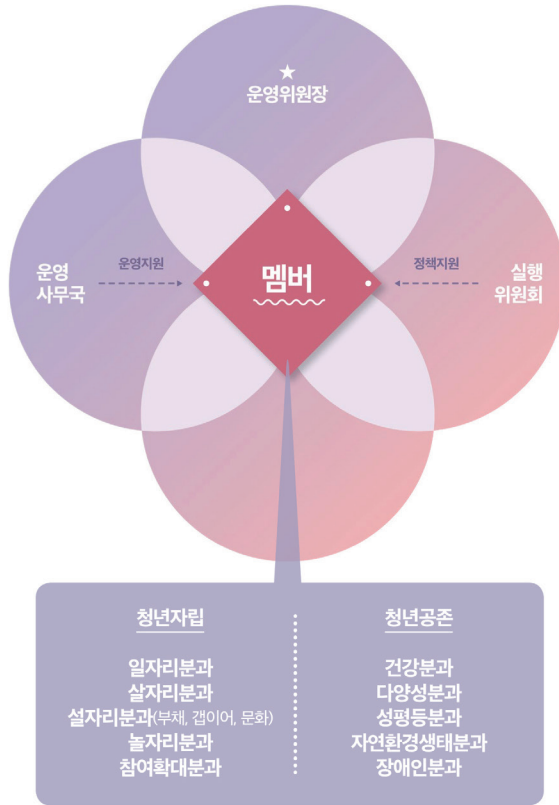 운영위원장
운영
사무국
운영지원
멤버
정책지원
실행
위원회
청년자립
일자리분과
살자리분과
설자리분과(부채, 갭이어, 문화)
놀자리분과
참여확대분과
청년공존
건강분과
다양성분과
성평등분과
자연환경생태분과
장애인분과